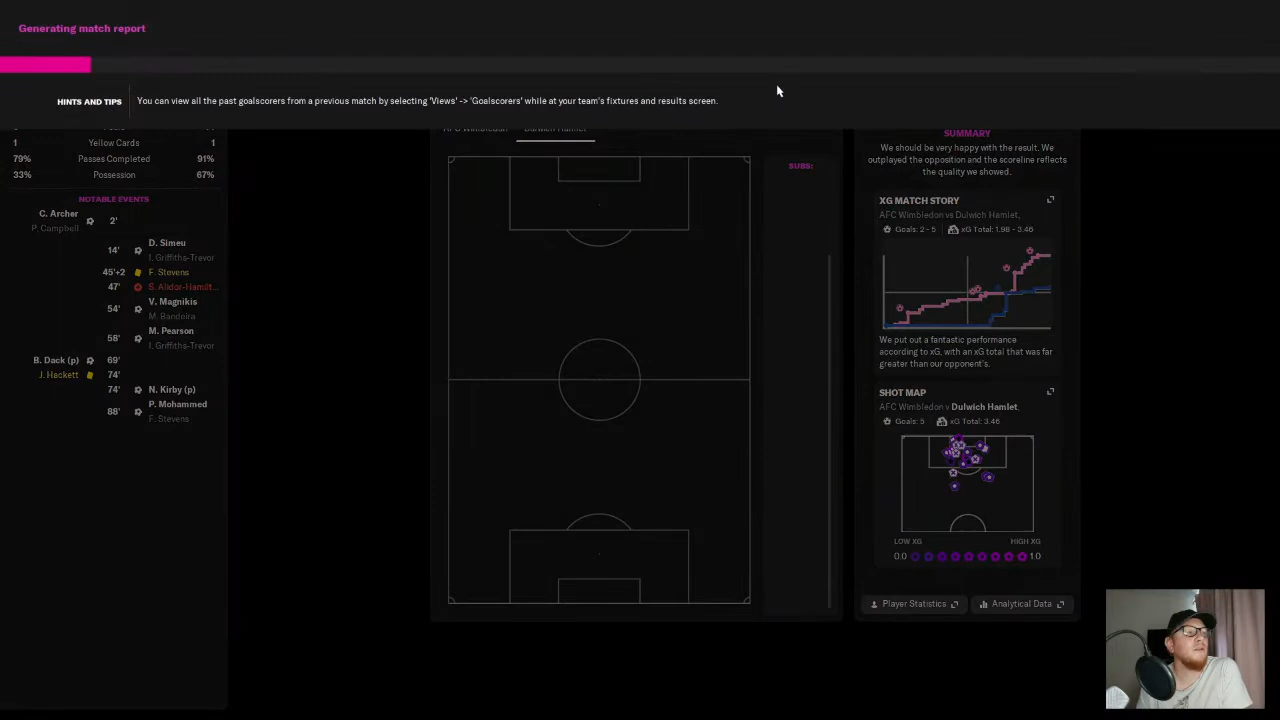 Generating match report
HINTS AND TIPS
You can view all the past goalscorers from a previous match by selecting 'Views' -> 'Goalscorers' while at your team's fixtures and results screen.
1 Yellow Cards 1
79% Passes Completed 91%
33% Possession 67%
NOTABLE EVENTS
C. Archer 2'
P. Campbell
D. Simeu
14'
I. Griffiths-Trevor
45'+2 F. Stevens
47' S. Alidor-Hamilt...
V. Magnikis
54'
M. Bandeira
M. Pearson
58'
I. Griffiths-Trevor
B. Dack (p) 69'
J. Hackett 74'
74' N. Kirby (p)
P. Mohammed
88'
F. Stevens
AFC Wimbledon Dulwich Hamlet
SUBS:
SUMMARY
We should be very happy with the result. We
outplayed the opposition and the scoreline reflects
the quality we showed.
XG MATCH STORY
AFC Wimbledon vs Dulwich Hamlet,
Goals: 2 - 5 xG Total: 1.98 - 3.46
We put out a fantastic performance
according to xG, with an xG total that was far
greater than our opponent's.
SHOT MAP
AFC Wimbledon v Dulwich Hamlet,
Goals: 5 xG Total: 3.46
LOW XG HIGH XG
0.0 1.0
Player Statistics Analytical Data